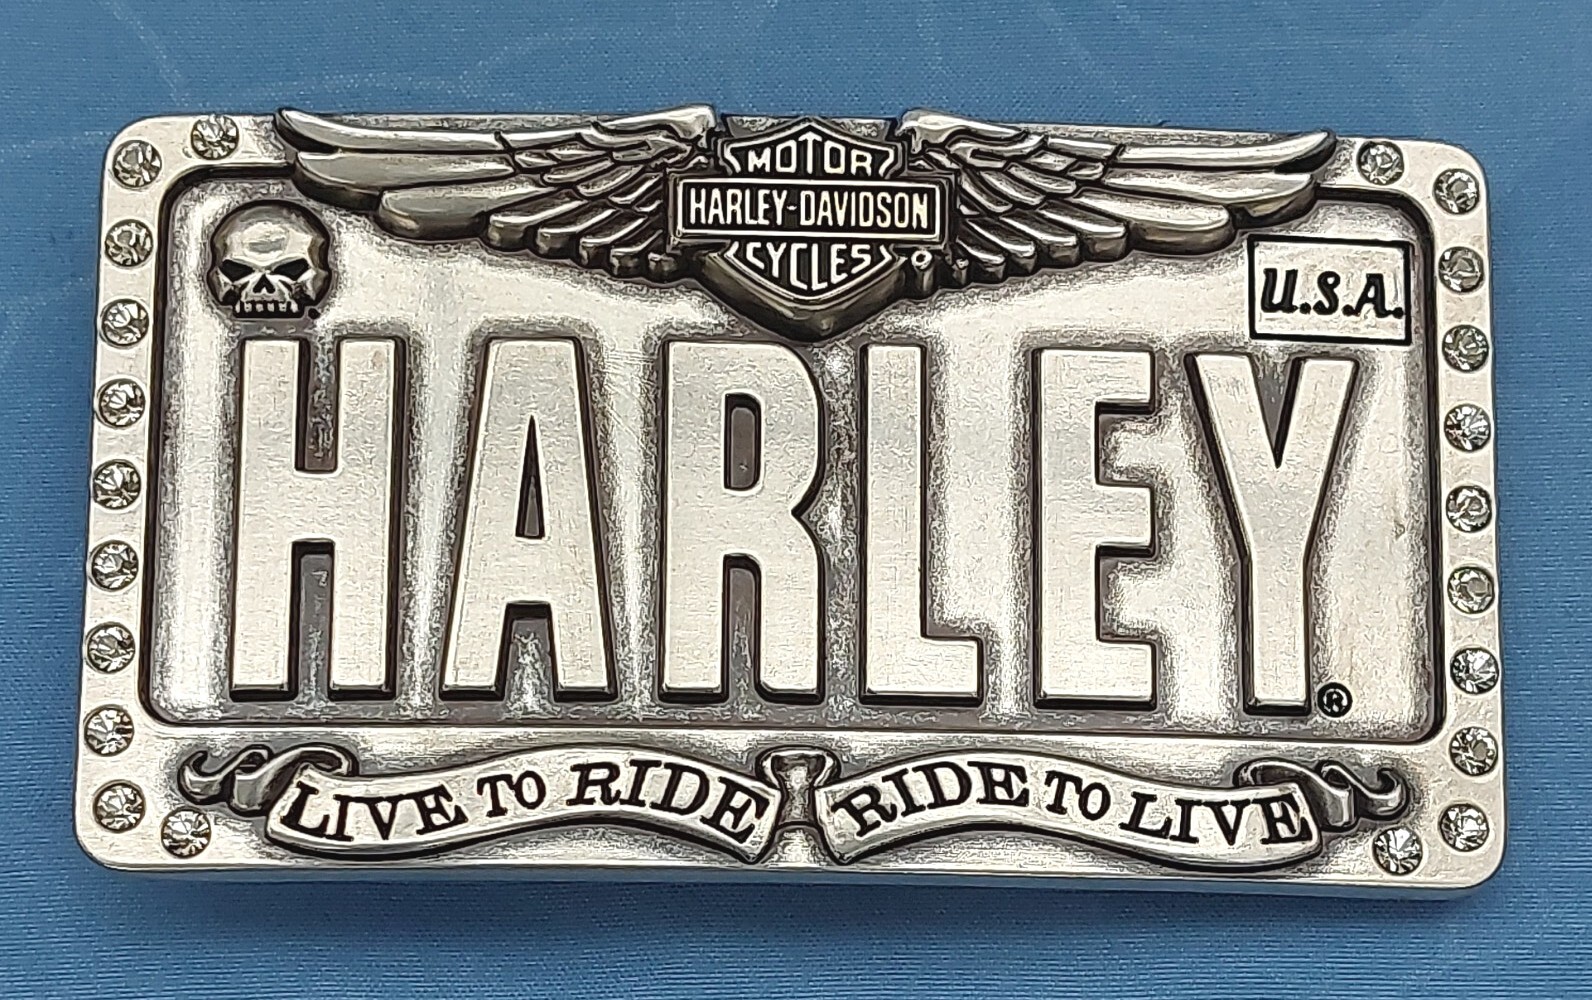 MOTOR
HARLEY-DAVIDSON
CYCLES
U.S.A.
HARLEY®
LIVE TO RIDE RIDE TO LIVE